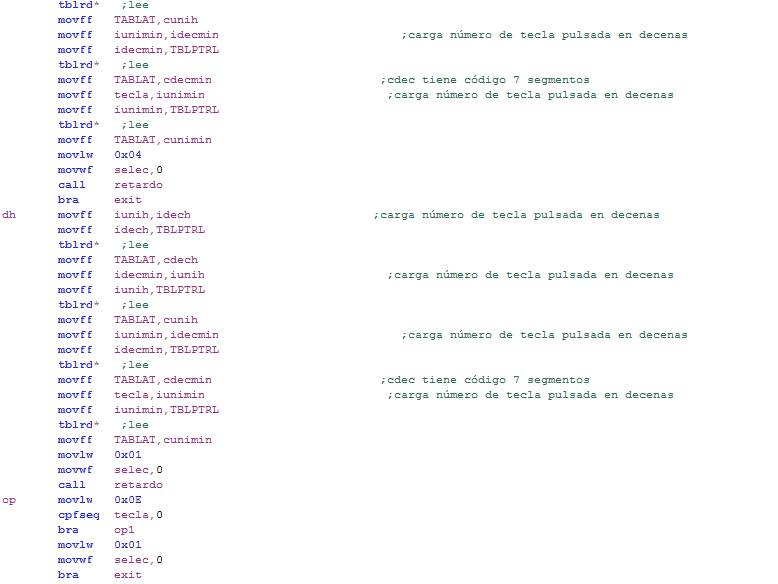 tblrd* ;lee
movff TABLAT,cunih
movff iunimin,idecmin ;carga número de tecla pulsada en decenas
movff idecmin,TBLPTRL
tblrd* ;lee
movff TABLAT,cdecmin ;cdec tiene código 7 segmentos
movff tecla,iunimin ;carga número de tecla pulsada en decenas
movff iunimin,TBLPTRL
tblrd* ;lee
movff TABLAT,cunimin
movlw 0x04
movwf selec,0
call retardo
bra exit
dh movff iunih,idech ;carga número de tecla pulsada en decenas
movff idech,TBLPTRL
tblrd* ;lee
movff TABLAT,cdech
movff idecmin,iunih ;carga número de tecla pulsada en decenas
movff iunih,TBLPTRL
tblrd* ;lee
movff TABLAT,cunih
movff iunimin,idecmin ;carga número de tecla pulsada en decenas
movff idecmin,TBLPTRL
tblrd* ;lee
movff TABLAT,cdecmin ;cdec tiene código 7 segmentos
movff tecla,iunimin ;carga número de tecla pulsada en decenas
movff iunimin,TBLPTRL
tblrd* ;lee
movff TABLAT,cunimin
movlw 0x01
movwf selec,0
call retardo
op movlw 0x0E
cpfseq tecla,0
bra op1
movlw 0x01
movwf selec,0
bra exit